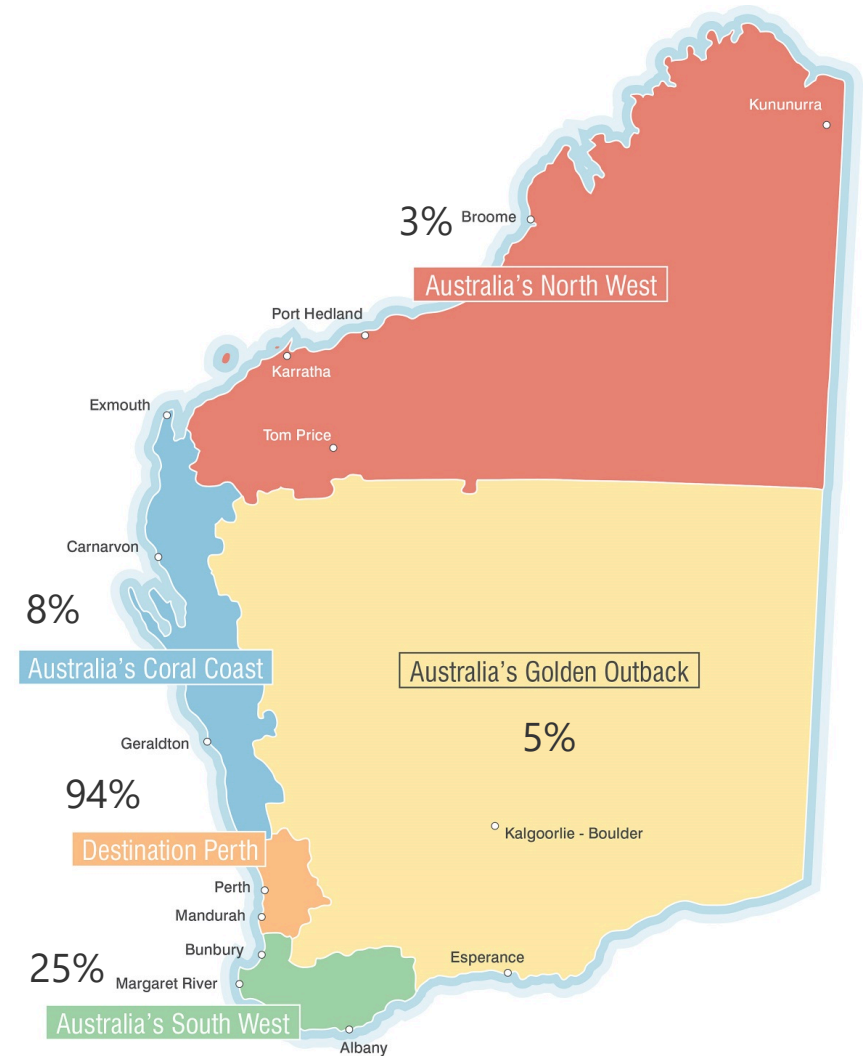 Kununurra
3% Broome
Australia's North West
Port Hedland
Karratha
Exmouth
Tom Price
Carnarvon
8%
Australia's Coral Coast
Australia's Golden Outback
5%
Geraldton
94%
Kalgoorlie - Boulder
Destination Perth
Perth
Mandurah
Bunbury
Esperance
25%
Margaret River
Australia's South West
Albany